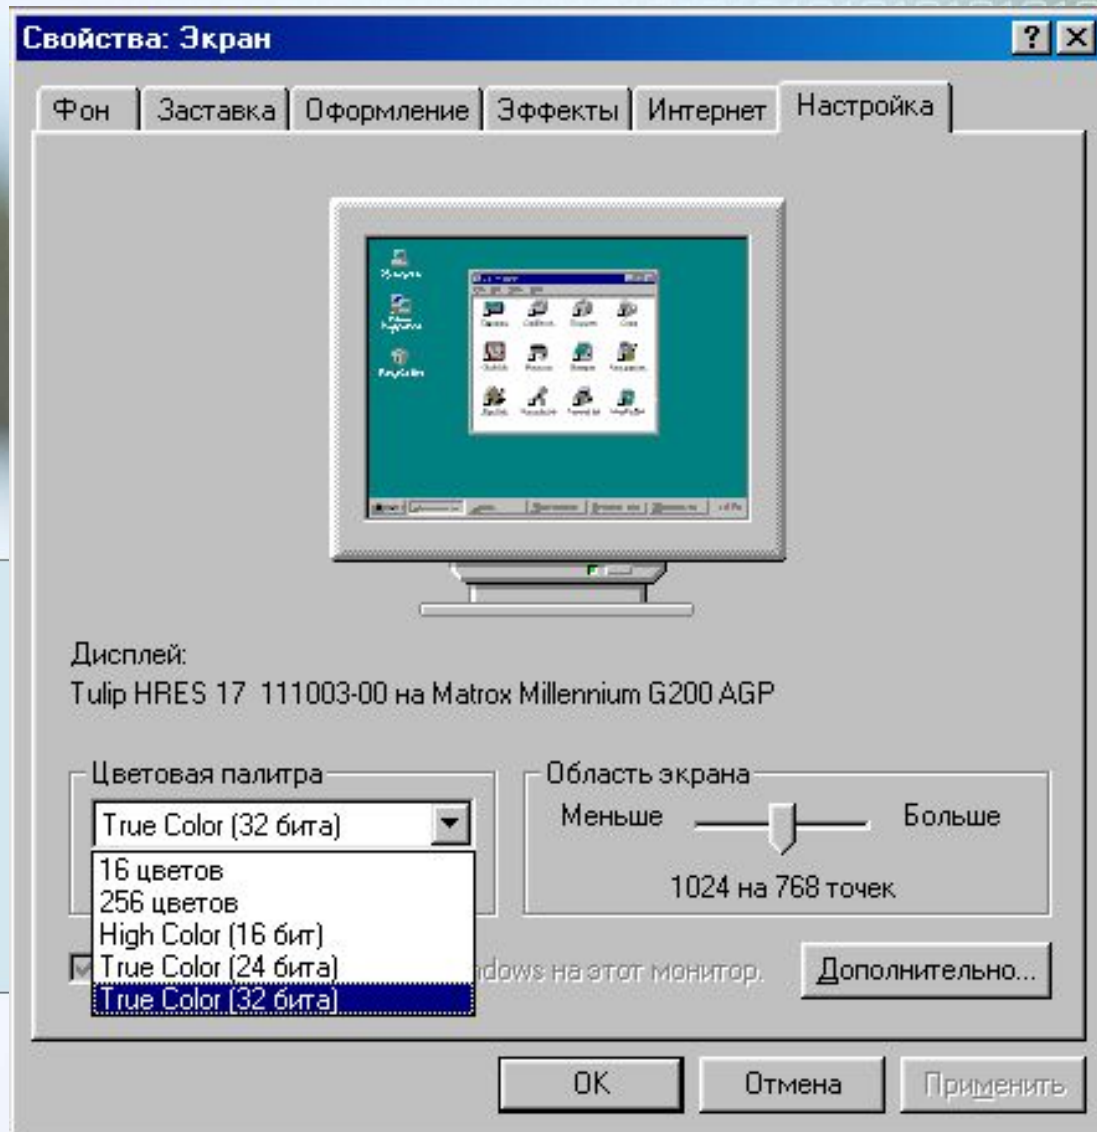 Свойства: Экран
Фон Заставка Оформление Эффекты Интернет Настройка
Дисплей:
Tulip HRES 17 111003-00 на Matrox Millennium G200 AGP
Цветовая палитра
True Color (32 бита)
16 цветов
256 цветов
High Color (16 бит)
True Color (24 бита)
True Color (32 бита)
Область экрана
Меньше Больше
1024 на 768 точек
на этот монитор.
Дополнительно...
OK Отмена Применить